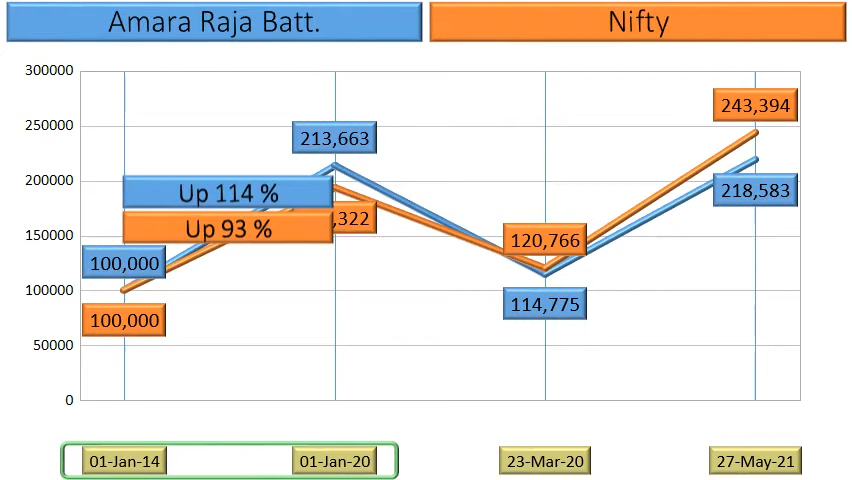 Amara Raja Batt.
Nifty
300000
250000
200000
150000
100000
50000
0
243,394
213,663
218,583
Up 114 %
,322
Up 93 %
120,766
100,000
114,775
100,000
01-Jan-14
01-Jan-20
23-Mar-20
27-May-21